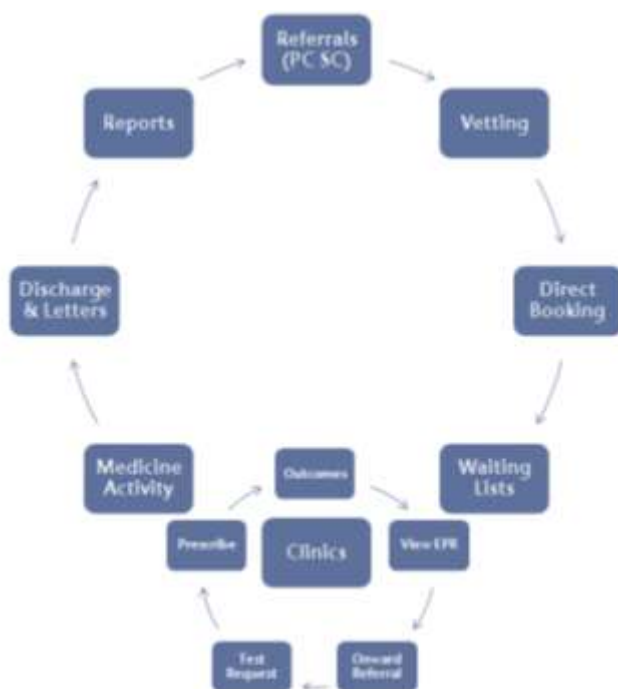 Referrals
(PC SC)
Reports
Vetting
Discharge
& Letters
Direct
Booking
Medicine
Activity
Outcomes
Waiting
Lists
Prescribe
Clinics
View EPR
Test
Request
Onward
Referral